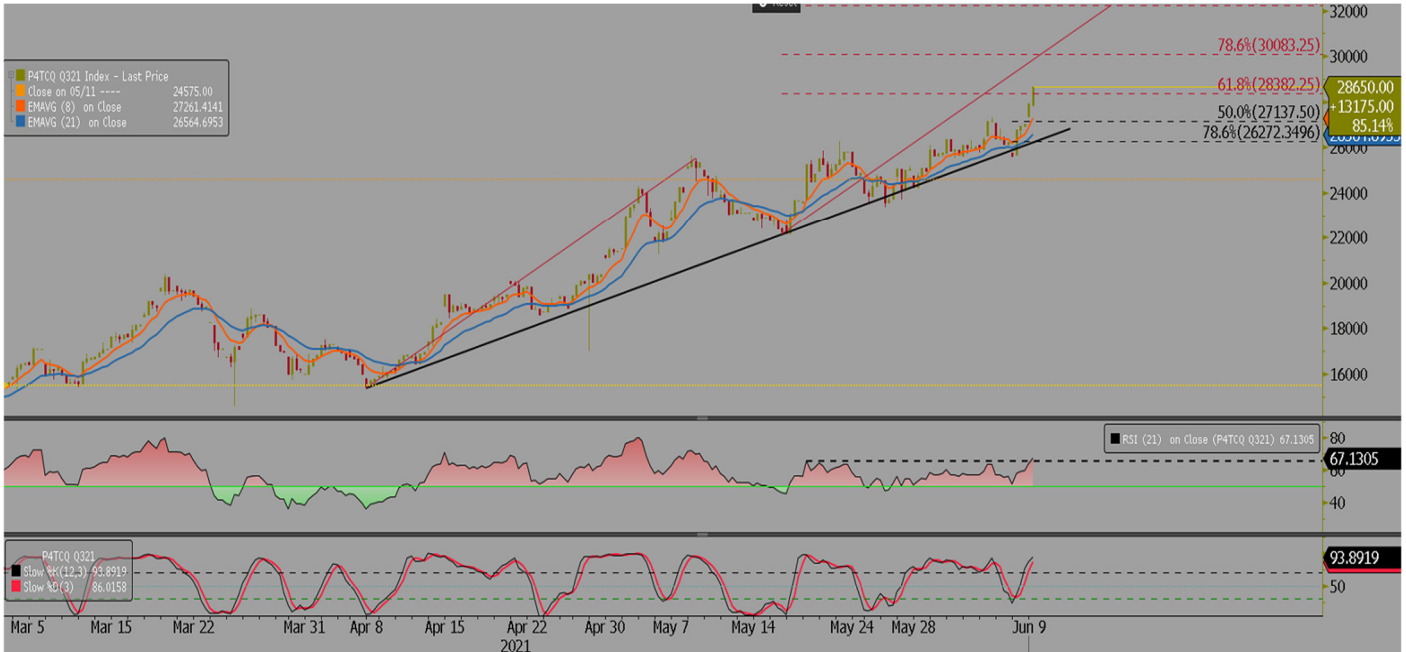 32000
78.6%(30083.25)
30000
P4TCQ Q321 Index - Last Price
Close on 05/11 ---- 24575.00
EMAVG (8) on Close 27261.4141
EMAVG (21) on Close 26564.6953
61.8%(28382.25)
28650.00
+13175.00
85.14%
50.0%(27137.50)
78.6%(26272.3496)
26000
24000
22000
20000
18000
16000
RSI (21) on Close (P4TCQ Q321) 67.1305
80
67.1305
60
40
P4TCQ Q321
Slow %K(12,3) 93.8919
Slow %D(3) 86.0158
93.8919
50
Mar 5 Mar 15 Mar 22 Mar 31 Apr 8 Apr 15 Apr 22 Apr 30 May 7 May 14 May 24 May 28 Jun 9
2021